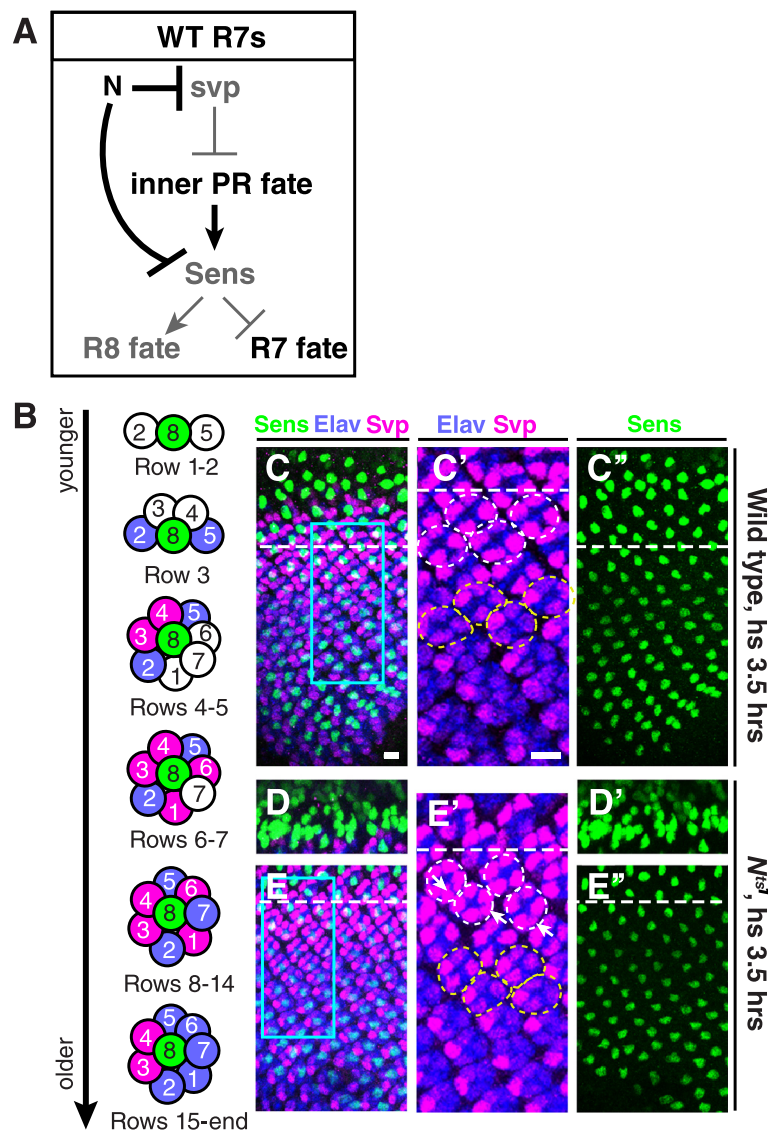 A
WT R7s
N
svp
inner PR fate
Sens
R8 fate
R7 fate
B
younger
older
2 8 5
Row 1-2
3 4
2 8 5
Row 3
4 5
3 8 6
2 1 7
Rows 4-5
4 5
3 8 6
2 1 7
Rows 6-7
5 6
4 8 7
3 2 1
Rows 8-14
5 6
4 8 7
3 2 1
Rows 15-end
Sens Elav Svp
Elav Svp
Sens
C
C’
C”
Wild type, hs 3.5 hrs
D
E’
D’
E
E”
Nts1, hs 3.5 hrs